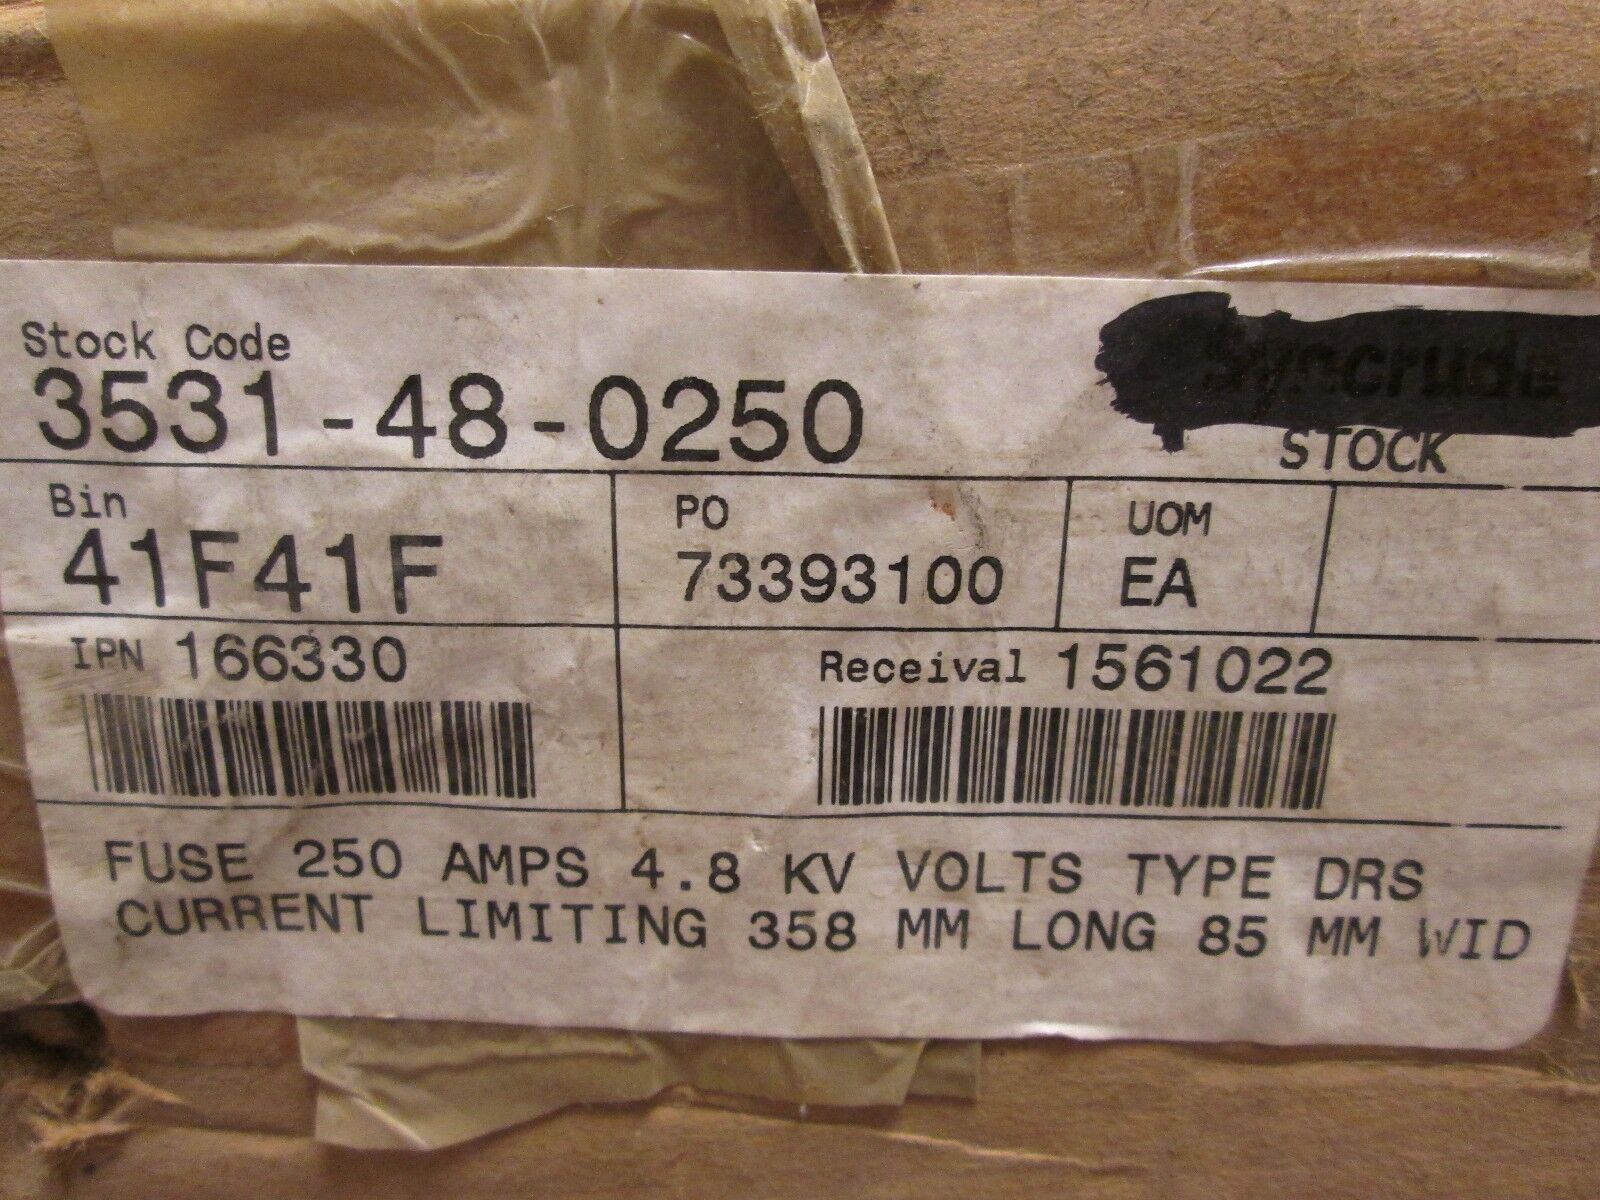 Stock Code
3531-48-0250
Syncrude
STOCK
Bin
41F41F
PO
73393100
UOM
EA
IPN 166330
Receival 1561022
FUSE 250 AMPS 4.8 KV VOLTS TYPE DRS
CURRENT LIMITING 358 MM LONG 85 MM WID